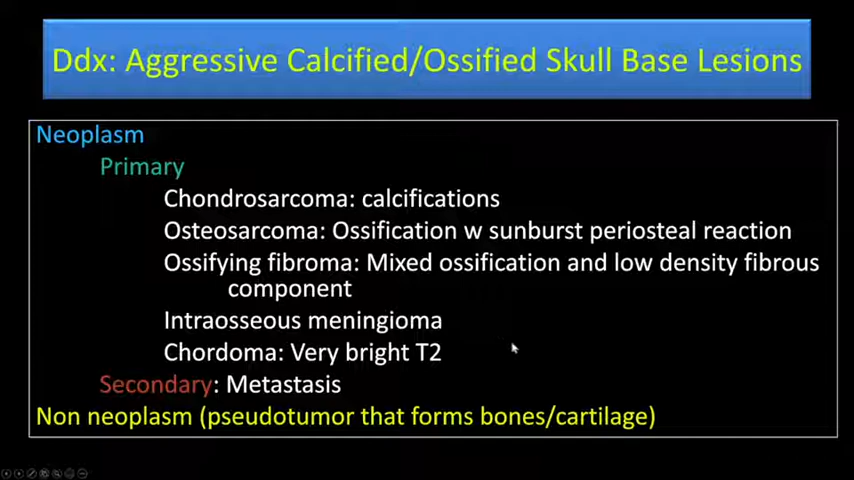 Ddx: Aggressive Calcified/Ossified Skull Base Lesions
Neoplasm
Primary
Chondrosarcoma: calcifications
Osteosarcoma: Ossification w sunburst periosteal reaction
Ossifying fibroma: Mixed ossification and low density fibrous
component
Intraosseous meningioma
Chordoma: Very bright T2
Secondary: Metastasis
Non neoplasm (pseudotumor that forms bones/cartilage)